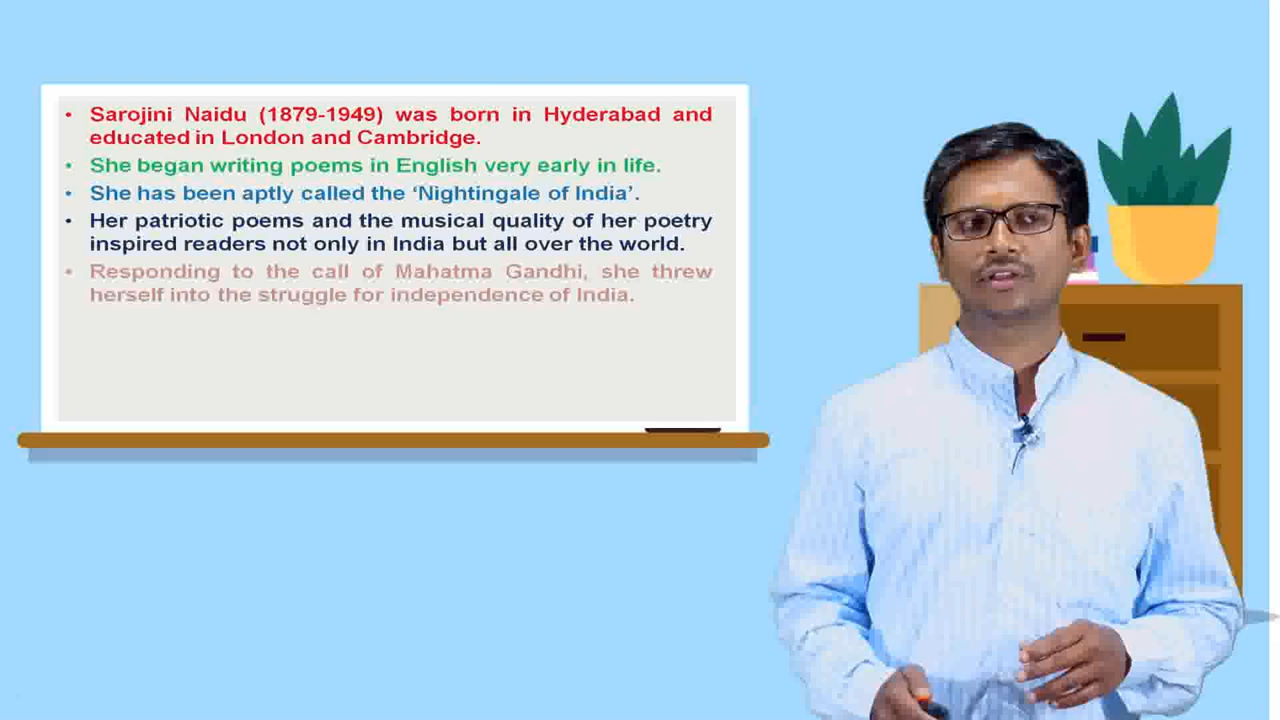 • Sarojini Naidu (1879-1949) was born in Hyderabad and
educated in London and Cambridge.
• She began writing poems in English very early in life.
• She has been aptly called the ‘Nightingale of India’.
• Her patriotic poems and the musical quality of her poetry
inspired readers not only in India but all over the world.
• Responding to the call of Mahatma Gandhi, she threw
herself into the struggle for independence of India.